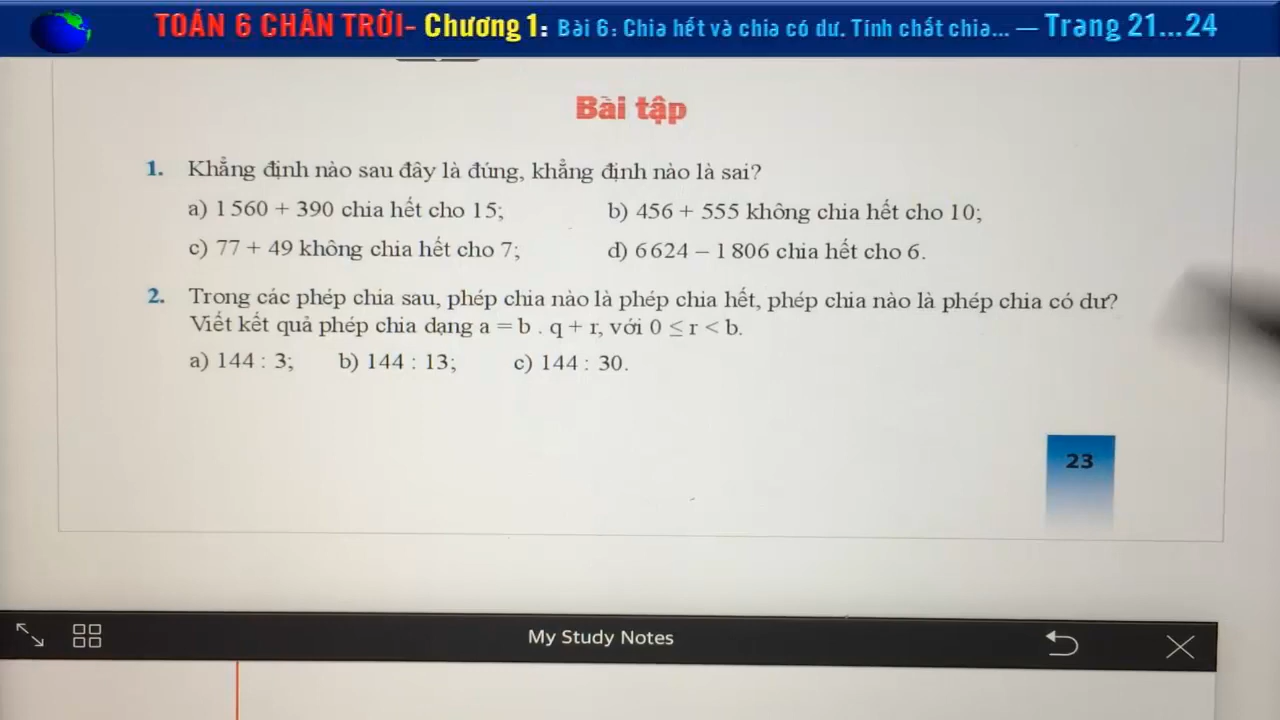 TOÁN 6 CHÂN TRỜI- Chương 1: Bài 6: Chia hết và chia có dư. Tính chất chia... — Trang 21...24
Bài tập
1. Khẳng định nào sau đây là đúng, khẳng định nào là sai?
a) 1 560 + 390 chia hết cho 15; b) 456 + 555 không chia hết cho 10;
c) 77 + 49 không chia hết cho 7; d) 6 624 – 1 806 chia hết cho 6.
2. Trong các phép chia sau, phép chia nào là phép chia hết, phép chia nào là phép chia có dư?
Viết kết quả phép chia dạng a = b . q + r, với 0 ≤ r < b.
a) 144 : 3; b) 144 : 13; c) 144 : 30.
23
My Study Notes